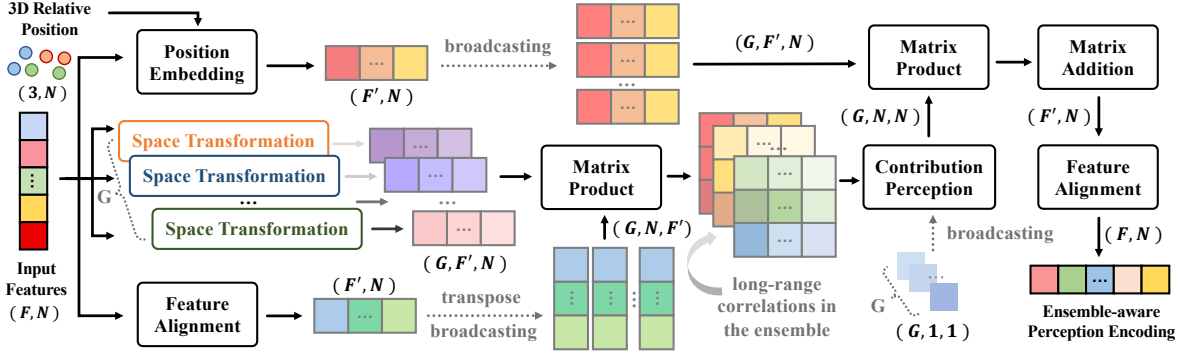 3D Relative
Position
(3, N)
Position
Embedding
...
(F', N)
broadcasting
...
...
...
...
(G, F', N)
Matrix
Product
Matrix
Addition
(G, N, N)
(F', N)
Space Transformation
Space Transformation
...
Space Transformation
G
...
...
...
...
(G, F', N)
Matrix
Product
(G, N, F')
Contribution
Perception
Feature
Alignment
(F, N)
broadcasting
Input
Features
(F, N)
Feature
Alignment
(F', N)
...
transpose
broadcasting
long-range
correlations in
the ensemble
G
...
(G, 1, 1)
...
Ensemble-aware
Perception Encoding